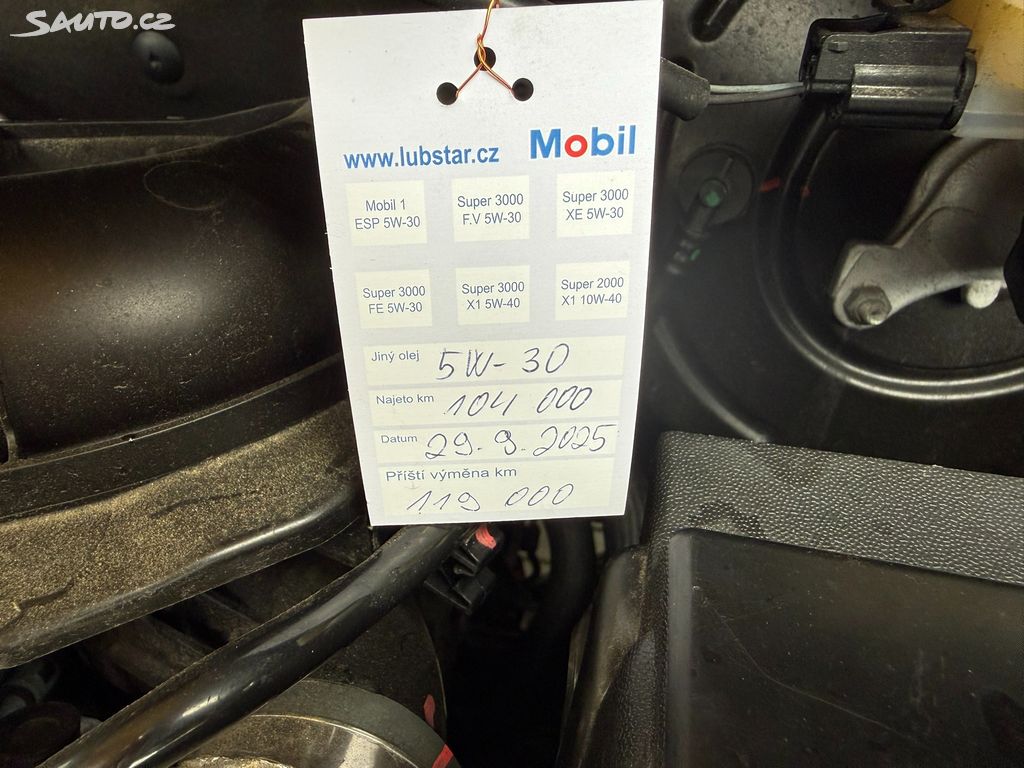 SAUTO.CZ
www.lubstar.cz Mobil
Mobil 1 Super 3000 Super 3000
ESP 5W-30 F.V 5W-30 XE 5W-30
Super 3000 Super 3000 Super 2000
FE 5W-30 X1 5W-40 X1 10W-40
Jiný olej 5W-30
Najeto km 104 000
Datum 29.9.2025
Příští výměna km
119 000